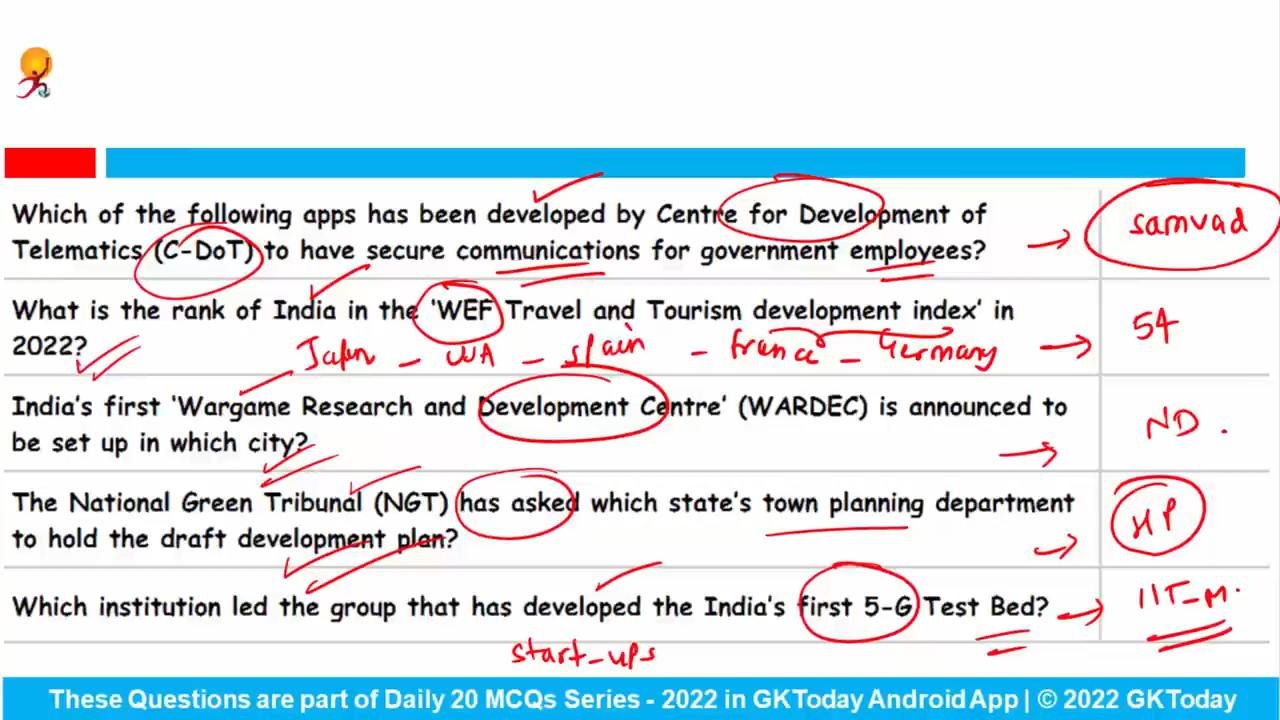 Which of the following apps has been developed by Centre for Development of
Telematics (C-DoT) to have secure communications for government employees?
samvad
What is the rank of India in the 'WEF Travel and Tourism development index' in
2022?
Japan - USA - Spain - france - Germany
54
India's first 'Wargame Research and Development Centre' (WARDEC) is announced to
be set up in which city?
ND.
The National Green Tribunal (NGT) has asked which state's town planning department
to hold the draft development plan?
HP
Which institution led the group that has developed the India's first 5-G Test Bed?
IIT-M.
start-ups
These Questions are part of Daily 20 MCQs Series - 2022 in GKToday Android App | © 2022 GKToday